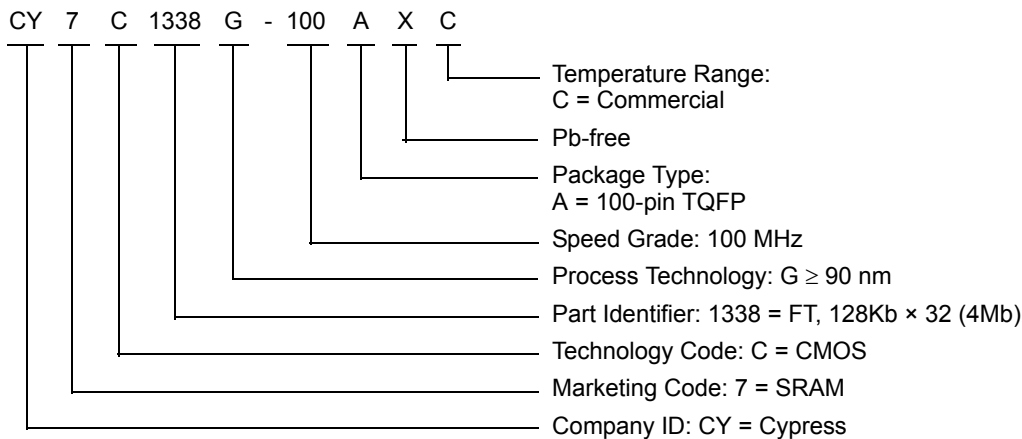 CY 7 C 1338 G - 100 A X C
Temperature Range:
C = Commercial
Pb-free
Package Type:
A = 100-pin TQFP
Speed Grade: 100 MHz
Process Technology: G ≥ 90 nm
Part Identifier: 1338 = FT, 128Kb × 32 (4Mb)
Technology Code: C = CMOS
Marketing Code: 7 = SRAM
Company ID: CY = Cypress